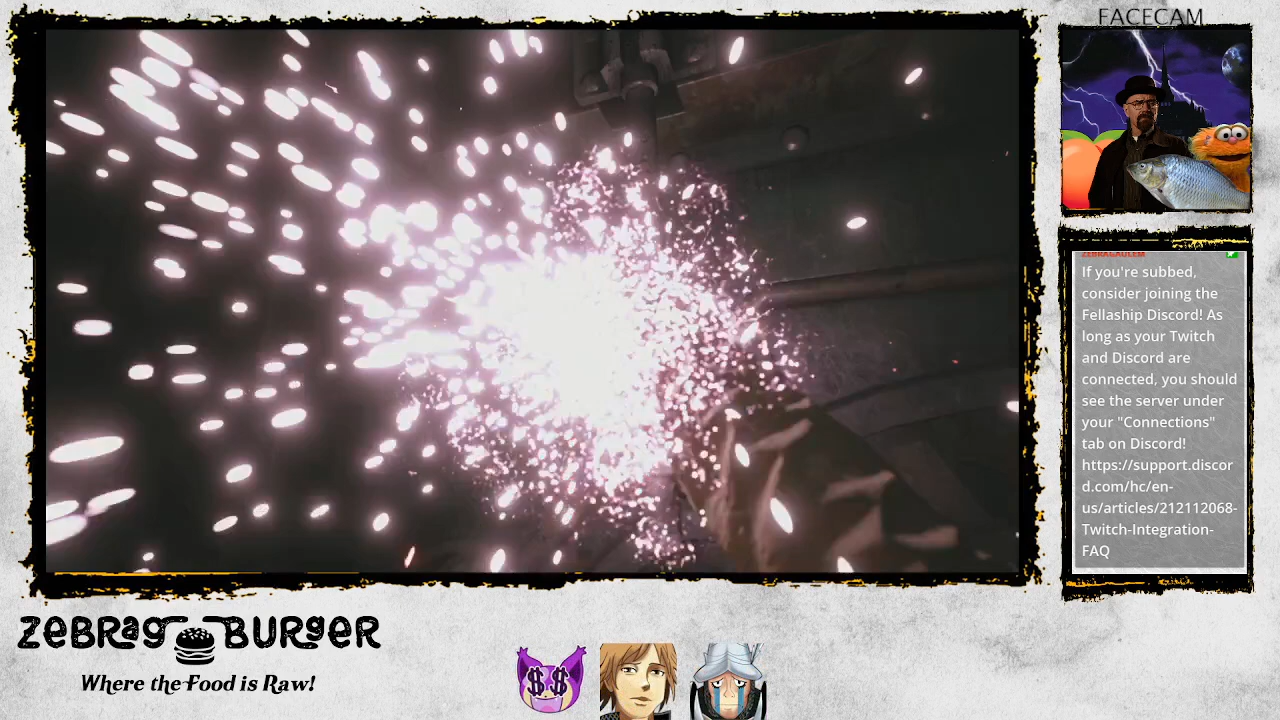 FACECAM
ZEBRAGAULEM
If you're subbed,
consider joining the
Fellaship Discord! As
long as your Twitch
and Discord are
connected, you should
see the server under
your "Connections"
tab on Discord!
https://support.discor
d.com/hc/en-
us/articles/212112068-
Twitch-Integration-
FAQ
ZEBRAG BURGER
Where the Food is Raw!